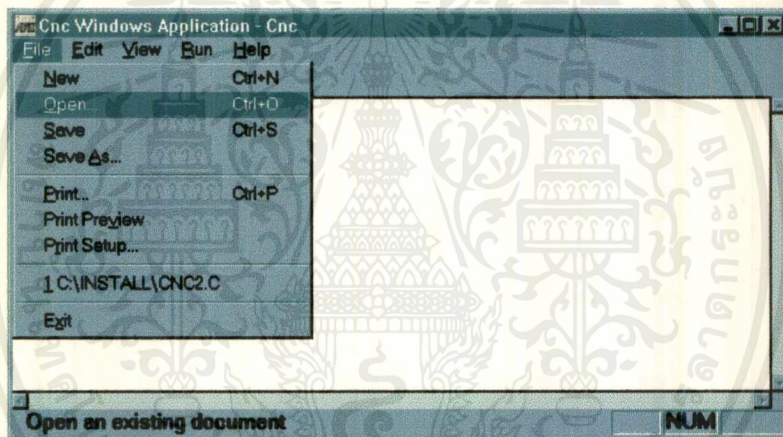 Cnc Windows Application - Cnc
File Edit View Run Help
New Ctrl+N
Open... Ctrl+O
Save Ctrl+S
Save As...
Print... Ctrl+P
Print Preview
Print Setup...
1 C:\INSTALL\CNC2.C
Exit
Open an existing document NUM